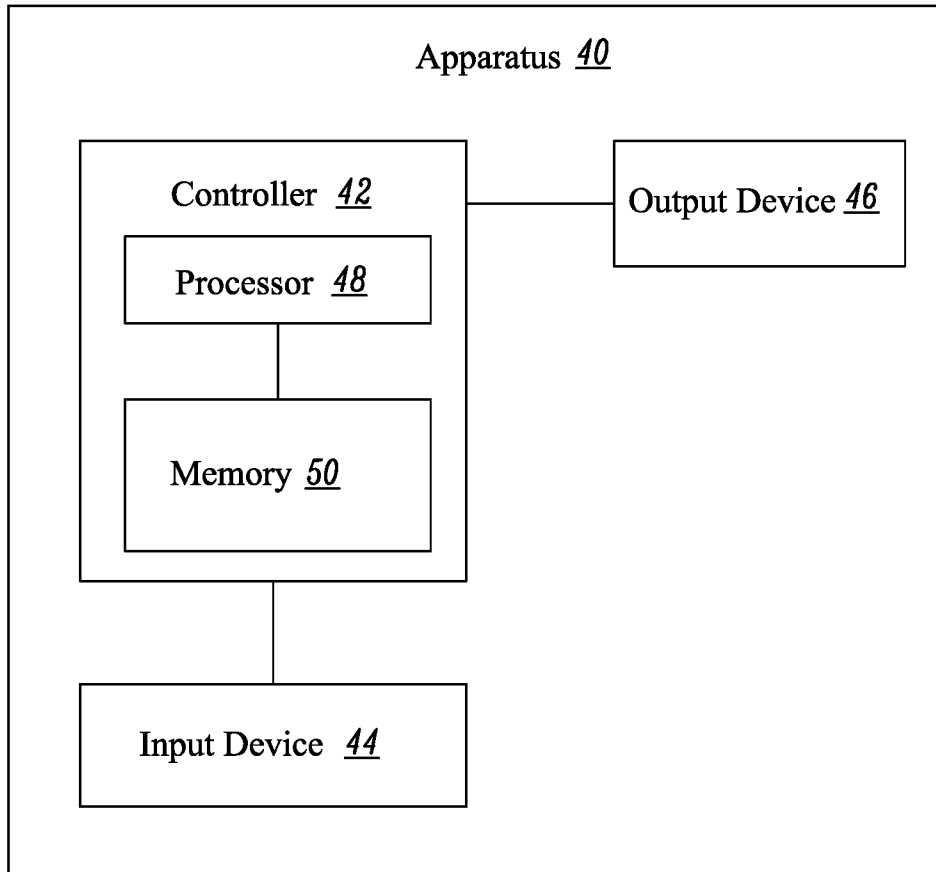 Apparatus 40
Controller 42
Output Device 46
Processor 48
Memory 50
Input Device 44